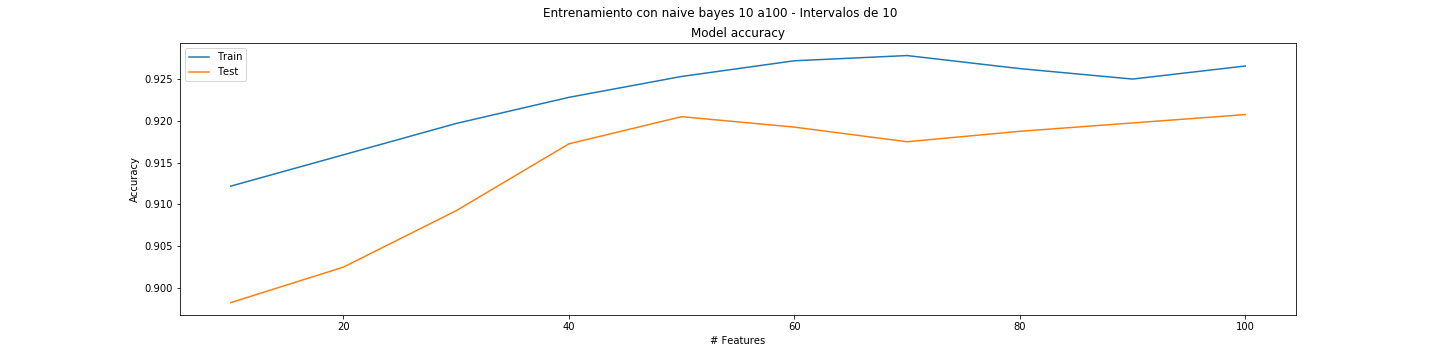 Entrenamiento con naive bayes 10 a100 - Intervalos de 10
Model accuracy
Train
Test
0.925
0.920
0.915
0.910
0.905
0.900
Accuracy
20 40 60 80 100
# Features